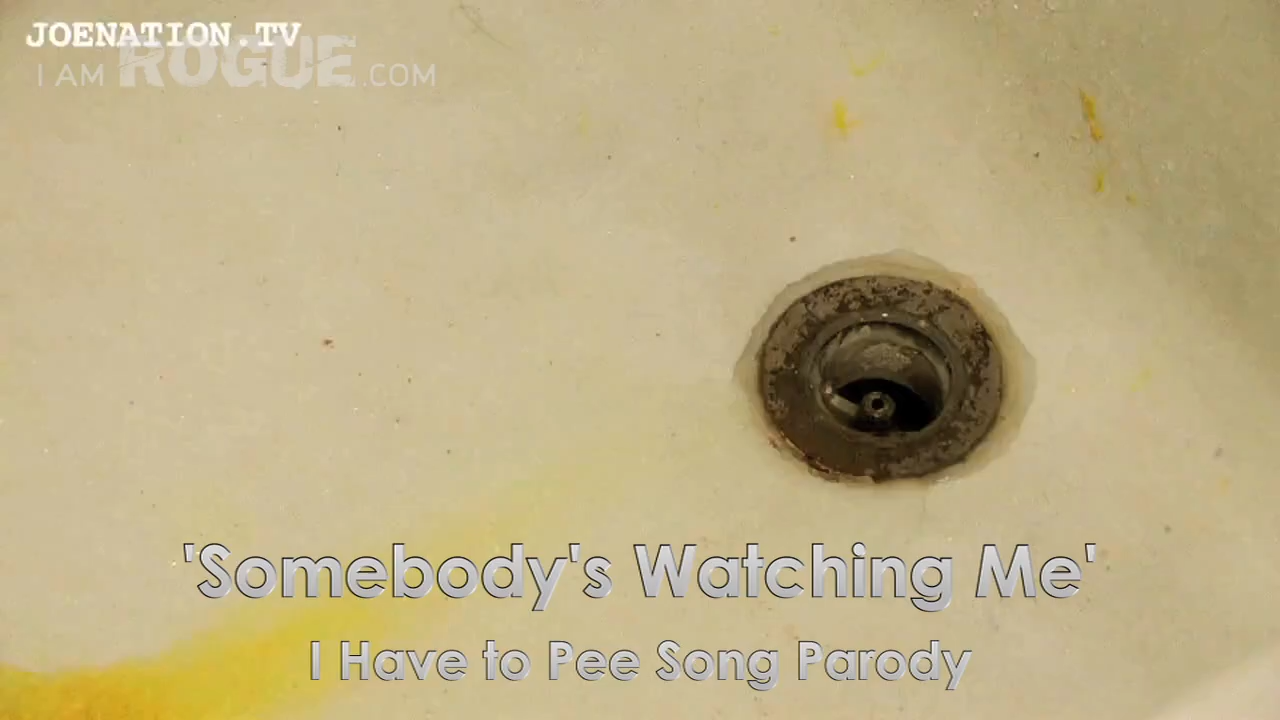 JOENATION.TV
I AM ROGUE.COM
'Somebody's Watching Me'
I Have to Pee Song Parody